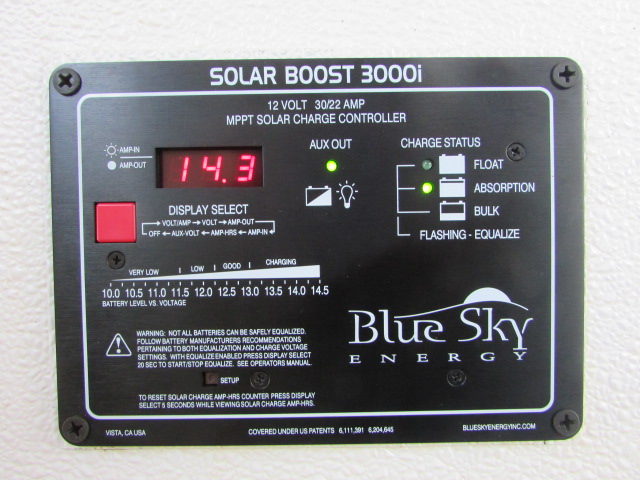 SOLAR BOOST 3000i
12 VOLT 30/22 AMP
MPPT SOLAR CHARGE CONTROLLER
AMP-IN
AMP-OUT
14.3
AUX OUT
CHARGE STATUS
FLOAT
ABSORPTION
BULK
FLASHING - EQUALIZE
DISPLAY SELECT
VOLT/AMP → VOLT → AMP-OUT
OFF ← AUX-VOLT ← AMP-HRS ← AMP-IN
VERY LOW | LOW | GOOD | CHARGING
10.0 10.5 11.0 11.5 12.0 12.5 13.0 13.5 14.0 14.5
BATTERY LEVEL VS. VOLTAGE
WARNING: NOT ALL BATTERIES CAN BE SAFELY EQUALIZED.
FOLLOW BATTERY MANUFACTURERS RECOMMENDATIONS
PERTAINING TO BOTH EQUALIZATION AND CHARGE VOLTAGE
SETTINGS. WITH EQUALIZE ENABLED PRESS DISPLAY SELECT
20 SEC TO START/STOP EQUALIZE. SEE OPERATORS MANUAL.
SETUP
TO RESET SOLAR CHARGE AMP-HRS COUNTER PRESS DISPLAY
SELECT 5 SECONDS WHILE VIEWING SOLAR CHARGE AMP-HRS.
Blue Sky
ENERGY
VISTA, CA USA
COVERED UNDER US PATENTS 6,111,391 6,204,645
BLUESKYENERGYINC.COM